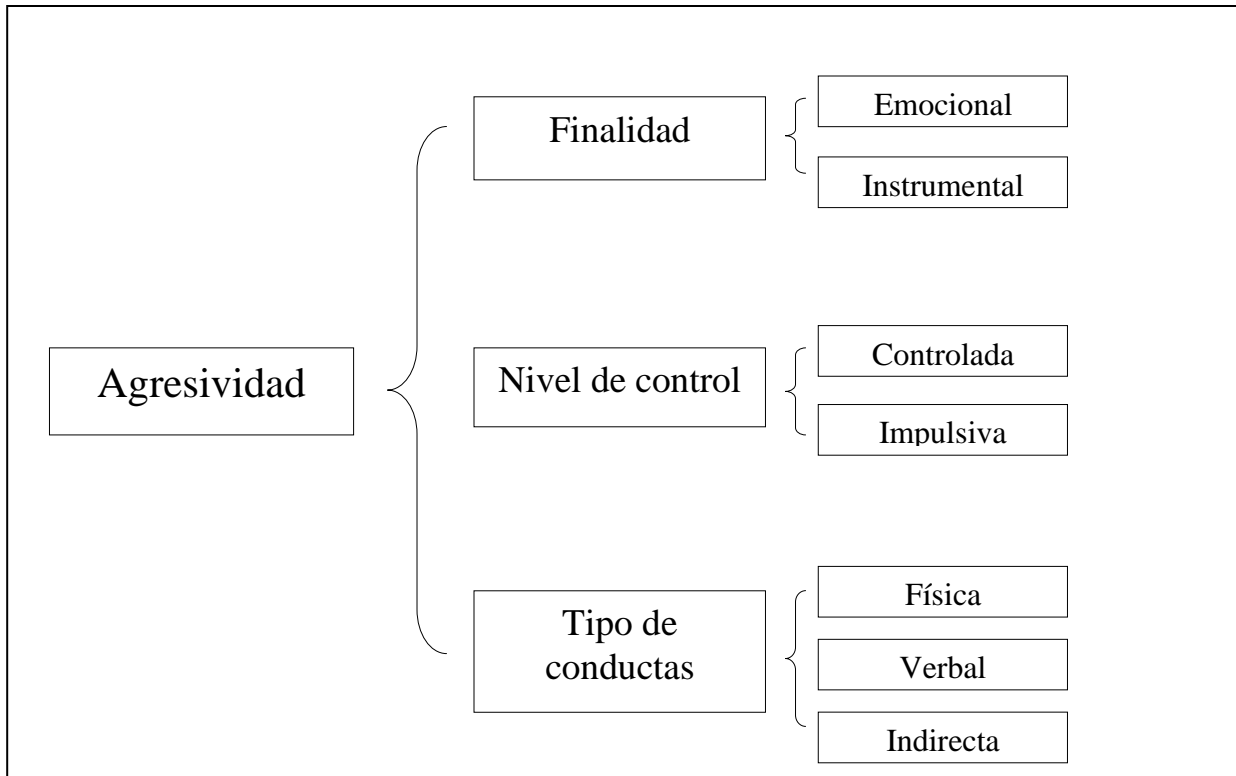 Agresividad
Finalidad
Emocional
Instrumental
Nivel de control
Controlada
Impulsiva
Tipo de
conductas
Física
Verbal
Indirecta